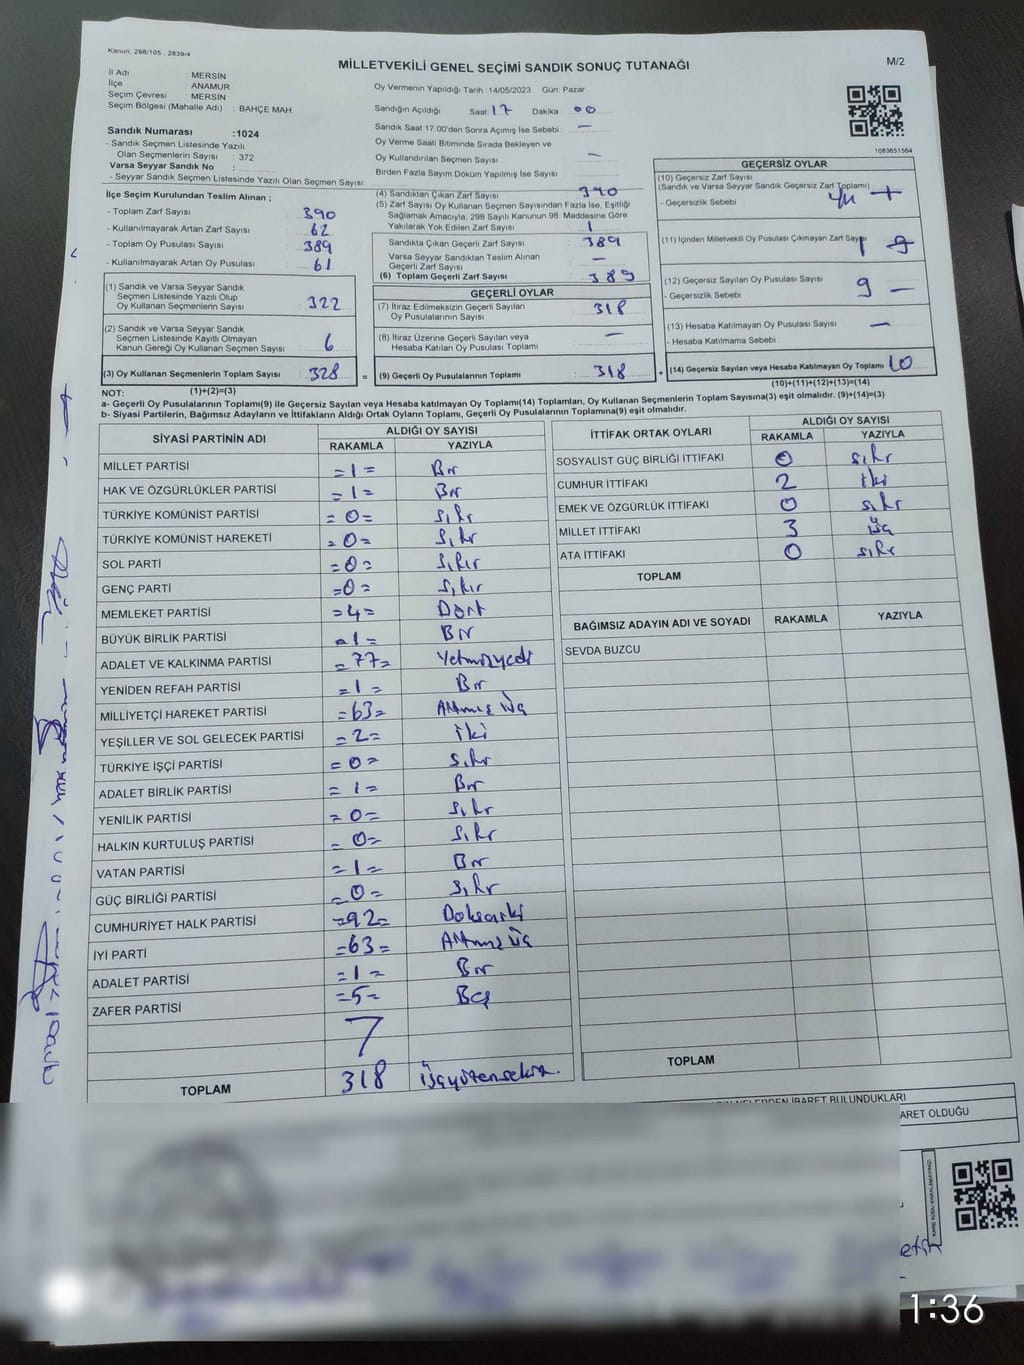 Kanun; 298/105 , 2839/4
MİLLETVEKİLİ GENEL SEÇİMİ SANDIK SONUÇ TUTANAĞI
M/2
İl Adı : MERSİN
İlçe : ANAMUR
Seçim Çevresi : MERSİN
Seçim Bölgesi (Mahalle Adı) : BAHÇE MAH.
Sandık Numarası :1024
- Sandık Seçmen Listesinde Yazılı
Olan Seçmenlerin Sayısı : 372
Varsa Seyyar Sandık No :
- Seyyar Sandık Seçmen Listesinde Yazılı Olan Seçmen Sayısı
Oy Vermenin Yapıldığı Tarih :14/05/2023 Gün: Pazar
Sandığın Açıldığı Saat: 17 Dakika : 00
Sandık Saat 17:00'den Sonra Açımış İse Sebebi : —
Oy Verme Saati Bitiminde Sırada Bekleyen ve
Oy Kullandırılan Seçmen Sayısı —
Birden Fazla Sayım Döküm Yapılmış İse Sayısı
1083651564
İlçe Seçim Kurulundan Teslim Alınan ;
- Toplam Zarf Sayısı : 390
- Kullanılmayarak Artan Zarf Sayısı : 62
- Toplam Oy Pusulası Sayısı : 389
- Kullanılmayarak Artan Oy Pusulası : 61
(1) Sandık ve Varsa Seyyar Sandık
Seçmen Listesinde Yazılı Olup
Oy Kullanan Seçmenlerin Sayısı : 322
(2) Sandık ve Varsa Seyyar Sandık
Seçmen Listesinde Kayıtlı Olmayan
Kanun Gereği Oy Kullanan Seçmen Sayısı : 6
(3) Oy Kullanan Seçmenlerin Toplam Sayısı : 328
(1)+(2)=(3)
(4) Sandıktan Çıkan Zarf Sayısı : 390
(5) Zarf Sayısı Oy Kullanan Seçmen Sayısından Fazla İse, Eşitliği
Sağlamak Amacıyla, 298 Sayılı Kanunun 98. Maddesine Göre
Yakılarak Yok Edilen Zarf Sayısı : 1
Sandıkta Çıkan Geçerli Zarf Sayısı : 389
Varsa Seyyar Sandıktan Teslim Alınan
Geçerli Zarf Sayısı : —
(6) Toplam Geçerli Zarf Sayısı : 389
GEÇERLİ OYLAR
(7) İtiraz Edilmeksizin Geçerli Sayılan
Oy Pusulalarının Sayısı : 318
(8) İtiraz Üzerine Geçerli Sayılan veya
Hesaba Katılan Oy Pusulası Toplamı : —
= (9) Geçerli Oy Pusulalarının Toplamı : 318
GEÇERSİZ OYLAR
(10) Geçersiz Zarf Sayısı
(Sandık ve Varsa Seyyar Sandık Geçersiz Zarf Toplamı)
- Geçersizlik Sebebi
(11) İçinden Milletvekili Oy Pusulası Çıkmayan Zarf Sayısı
(12) Geçersiz Sayılan Oy Pusulası Sayısı : 9 —
- Geçersizlik Sebebi
(13) Hesaba Katılmayan Oy Pusulası Sayısı : —
- Hesaba Katılmama Sebebi
+ (14) Geçersiz Sayılan veya Hesaba Katılmayan Oy Toplamı : 10
(10)+(11)+(12)+(13)=(14)
NOT:
a- Geçerli Oy Pusulalarının Toplamı(9) ile Geçersiz Sayılan veya Hesaba katılmayan Oy Toplamı(14) Toplamları, Oy Kullanan Seçmenlerin Toplam Sayısına(3) eşit olmalıdır. (9)+(14)=(3)
b- Siyasi Partilerin, Bağımsız Adayların ve İttifakların Aldığı Ortak Oyların Toplamı, Geçerli Oy Pusulalarının Toplamına(9) eşit olmalıdır.
SİYASİ PARTİNİN ADI
ALDIĞI OY SAYISI
RAKAMLA YAZIYLA
MİLLET PARTİSİ =1= Bir
HAK VE ÖZGÜRLÜKLER PARTİSİ =1= Bir
TÜRKİYE KOMÜNİST PARTİSİ =0= Sıfır
TÜRKİYE KOMÜNİST HAREKETİ =0= Sıfır
SOL PARTİ =0= Sıfır
GENÇ PARTİ =0= Sıfır
MEMLEKET PARTİSİ =4= Dört
BÜYÜK BİRLİK PARTİSİ =1= Bir
ADALET VE KALKINMA PARTİSİ =77= Yetmişyedi
YENİDEN REFAH PARTİSİ =1= Bir
MİLLİYETÇİ HAREKET PARTİSİ =63= Altmış üç
YEŞİLLER VE SOL GELECEK PARTİSİ =2= iki
TÜRKİYE İŞÇİ PARTİSİ =0= Sıfır
ADALET BİRLİK PARTİSİ =1= Bir
YENİLİK PARTİSİ =0= Sıfır
HALKIN KURTULUŞ PARTİSİ =0= Sıfır
VATAN PARTİSİ =1= Bir
GÜÇ BİRLİĞİ PARTİSİ =0= Sıfır
CUMHURİYET HALK PARTİSİ =92= Doksaniki
İYİ PARTİ =63= Altmış üç
ADALET PARTİSİ =1= Bir
ZAFER PARTİSİ =5= Beş
TOPLAM 318 üçyüzonsekiz.
İTTİFAK ORTAK OYLARI
ALDIĞI OY SAYISI
RAKAMLA YAZIYLA
SOSYALİST GÜÇ BİRLİĞİ İTTİFAKI 0 sıfır
CUMHUR İTTİFAKI 2 iki
EMEK VE ÖZGÜRLÜK İTTİFAKI 0 sıfır
MİLLET İTTİFAKI 3 üç
ATA İTTİFAKI 0 sıfır
TOPLAM
BAĞIMSIZ ADAYIN ADI VE SOYADI RAKAMLA YAZIYLA
SEVDA BUZCU
TOPLAM
NELERDEN İBARET BULUNDUKLARI
ARET OLDUĞU
1:36